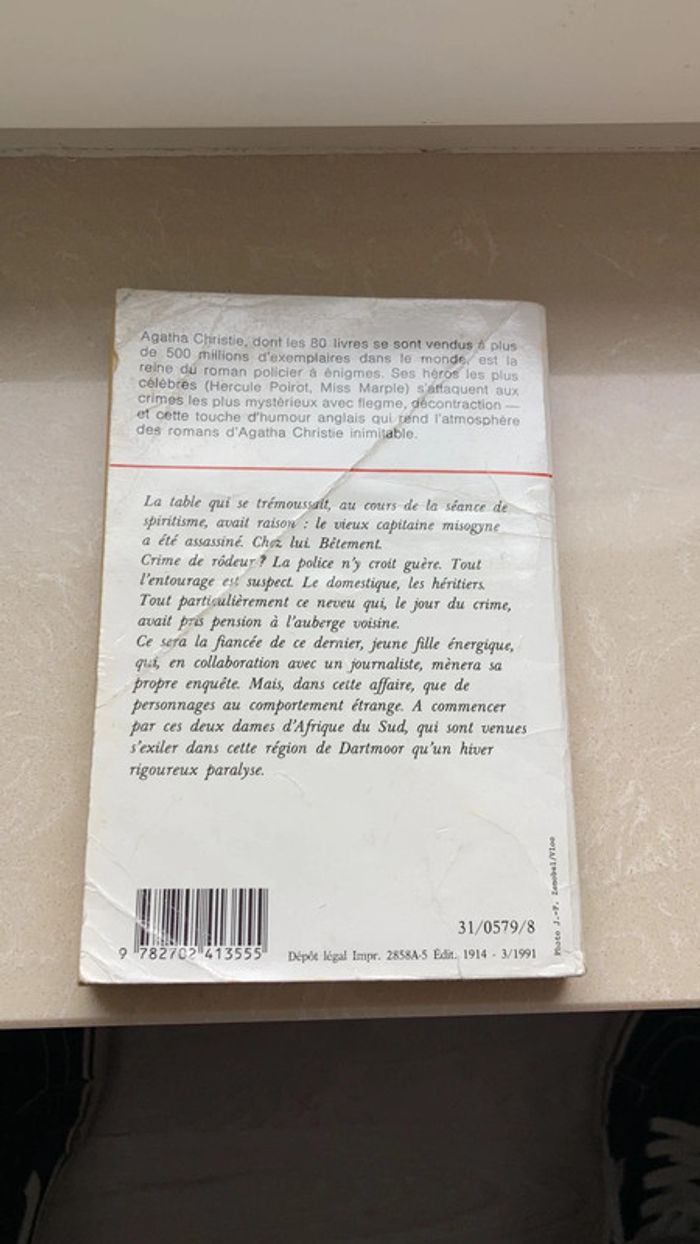 Agatha Christie, dont les 80 livres se sont vendus à plus
de 500 millions d'exemplaires dans le monde, est la
reine du roman policier à énigmes. Ses héros les plus
célèbres (Hercule Poirot, Miss Marple) s'attaquent aux
crimes les plus mystérieux avec flegme, décontraction —
et cette touche d'humour anglais qui rend l'atmosphère
des romans d'Agatha Christie inimitable.
La table qui se trémoussait, au cours de la séance de
spiritisme, avait raison : le vieux capitaine misogyne
a été assassiné. Chez lui. Bêtement.
Crime de rôdeur ? La police n'y croit guère. Tout
l'entourage est suspect. Le domestique, les héritiers.
Tout particulièrement ce neveu qui, le jour du crime,
avait pris pension à l'auberge voisine.
Ce sera la fiancée de ce dernier, jeune fille énergique,
qui, en collaboration avec un journaliste, mènera sa
propre enquête. Mais, dans cette affaire, que de
personnages au comportement étrange. A commencer
par ces deux dames d'Afrique du Sud, qui sont venues
s'exiler dans cette région de Dartmoor qu'un hiver
rigoureux paralyse.
Photo J.-P.
31/0579/8
9 782702 413555
Dépôt légal Impr. 2858A-5 Édit. 1914 - 3/1991